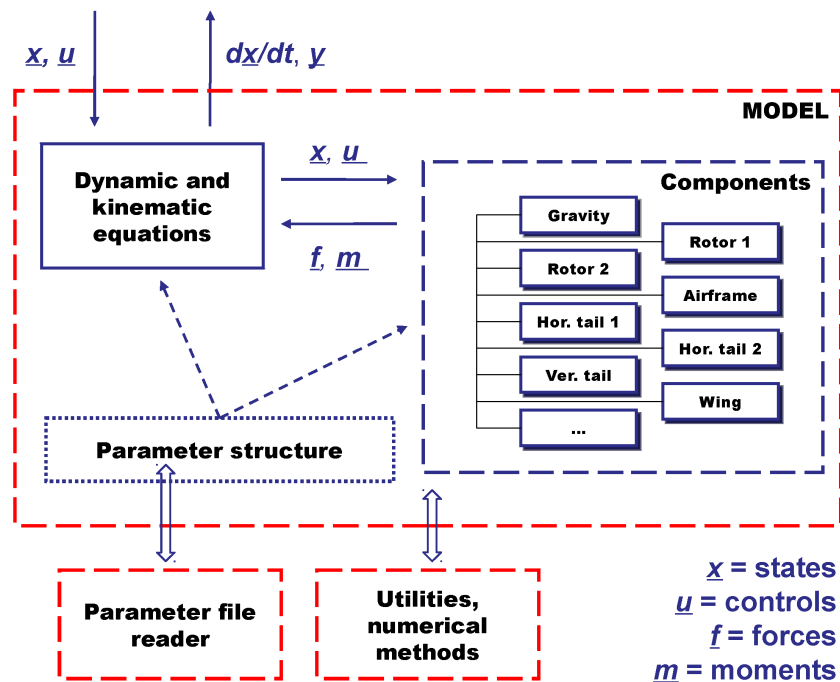 x, u
dx/dt, y
MODEL
Dynamic and
kinematic
equations
x, u
f, m
Components
Gravity
Rotor 1
Rotor 2
Airframe
Hor. tail 1
Hor. tail 2
Ver. tail
Wing
...
Parameter structure
Parameter file
reader
Utilities,
numerical
methods
x = states
u = controls
f = forces
m = moments